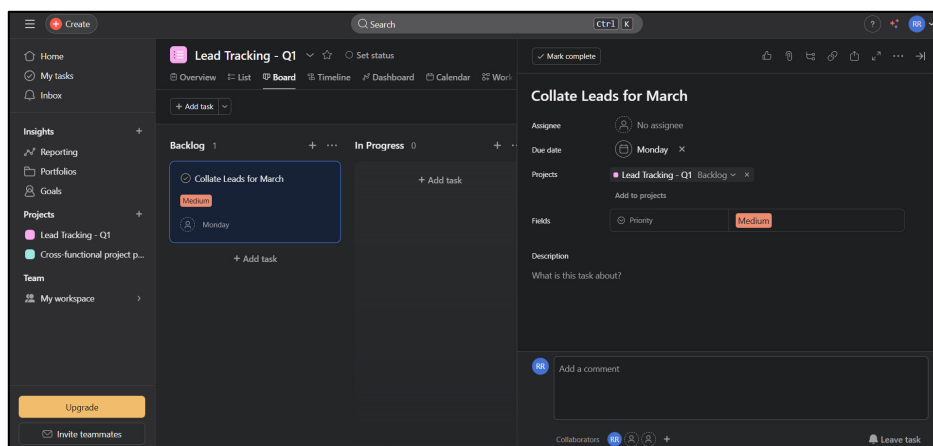 Create
Search
Ctrl K
?
RR
Home
My tasks
Inbox
Insights
Reporting
Portfolios
Goals
Projects
Lead Tracking - Q1
Cross-functional project p...
Team
My workspace
Upgrade
Invite teammates
Lead Tracking - Q1
Set status
Overview List Board Timeline Dashboard Calendar Work
+ Add task
Backlog 1
Collate Leads for March
Medium
Monday
+ Add task
In Progress 0
+ Add task
Mark complete
Collate Leads for March
Assignee No assignee
Due date Monday
Projects Lead Tracking - Q1 Backlog
Add to projects
Fields Priority Medium
Description
What is this task about?
RR Add a comment
Collaborators RR
Leave task